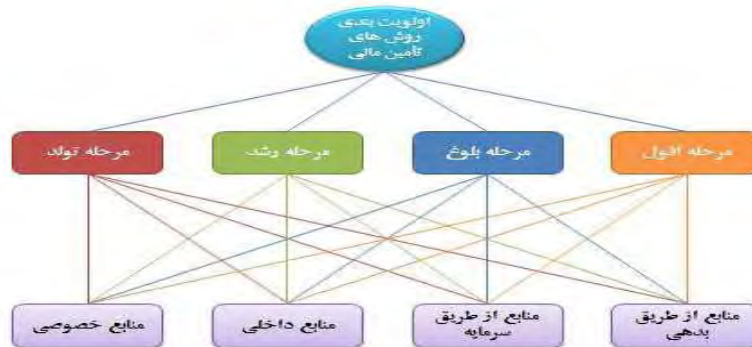 اولویت بندی
روش های
تأمین مالی
مرحله افول
مرحله بلوغ
مرحله رشد
مرحله تولد
منابع از طریق
بدهی
منابع از طریق
سرمایه
منابع داخلی
منابع خصوصی